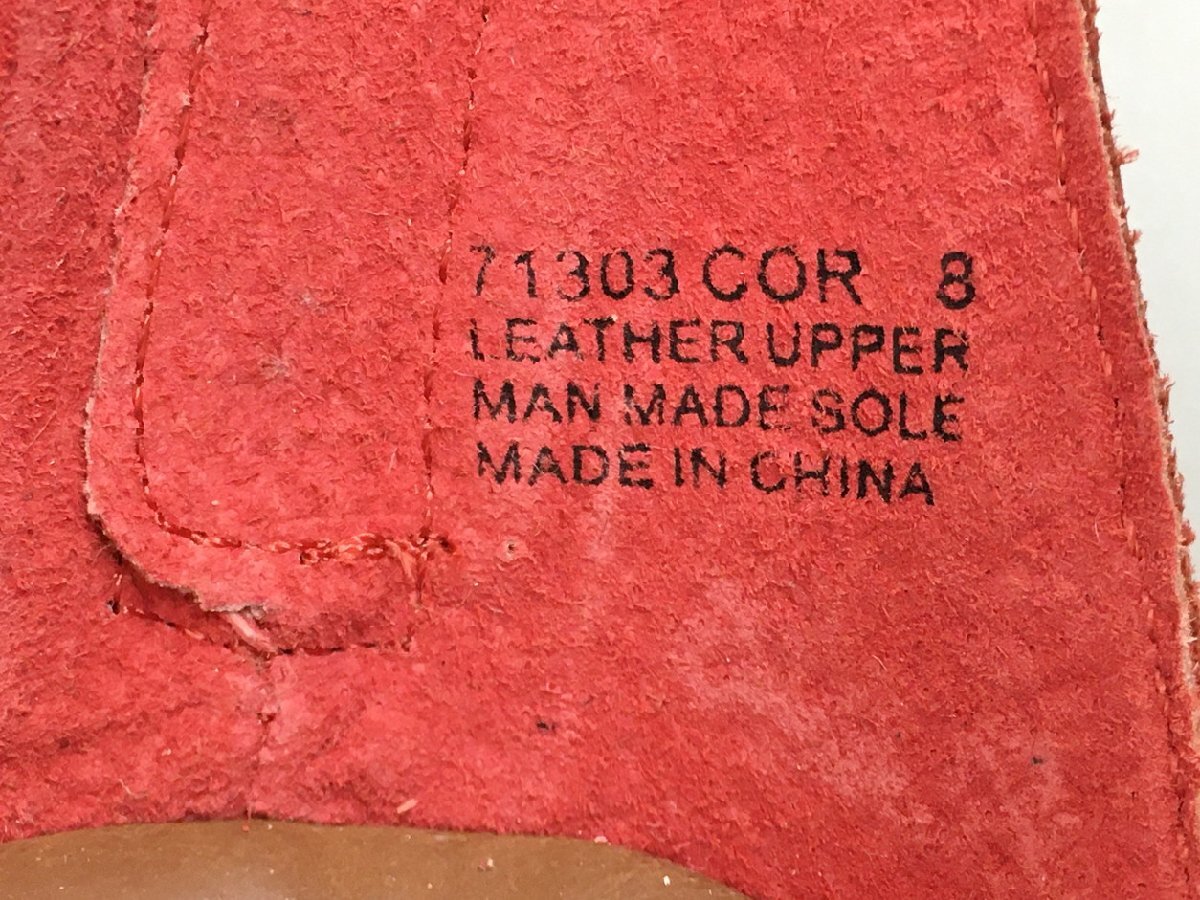 71303 COR 8
LEATHER UPPER
MAN MADE SOLE
MADE IN CHINA